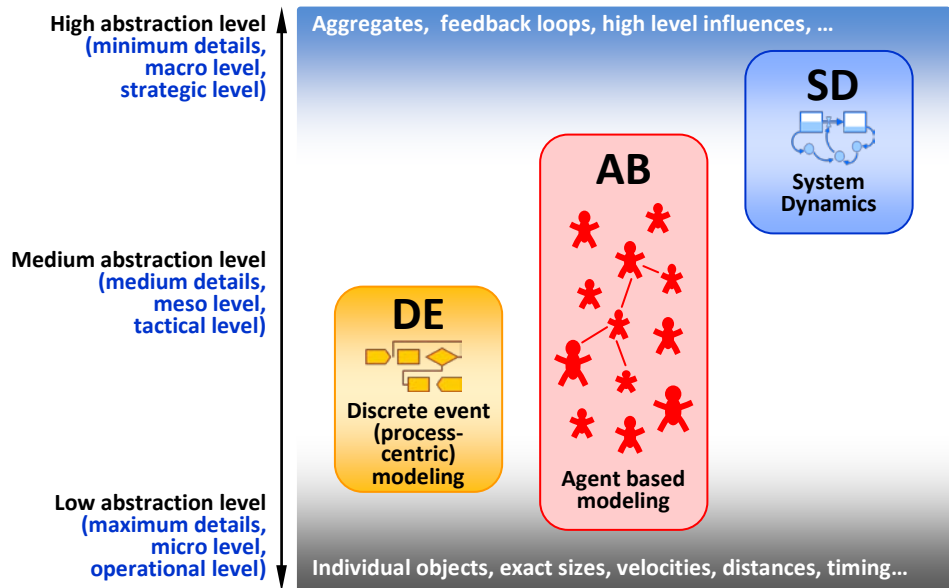 High abstraction level
(minimum details,
macro level,
strategic level)
Aggregates, feedback loops, high level influences, …
SD
System
Dynamics
AB
Agent based
modeling
Medium abstraction level
(medium details,
meso level,
tactical level)
DE
Discrete event
(process-
centric)
modeling
Low abstraction level
(maximum details,
micro level,
operational level)
Individual objects, exact sizes, velocities, distances, timing…